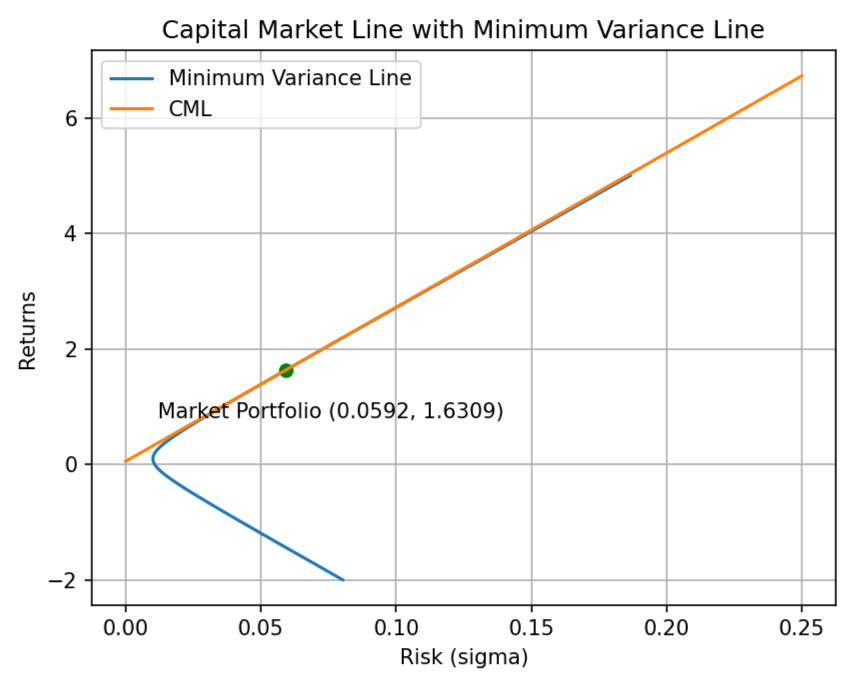 Capital Market Line with Minimum Variance Line
Minimum Variance Line
CML
6
4
2
0
−2
Returns
Market Portfolio (0.0592, 1.6309)
0.00 0.05 0.10 0.15 0.20 0.25
Risk (sigma)